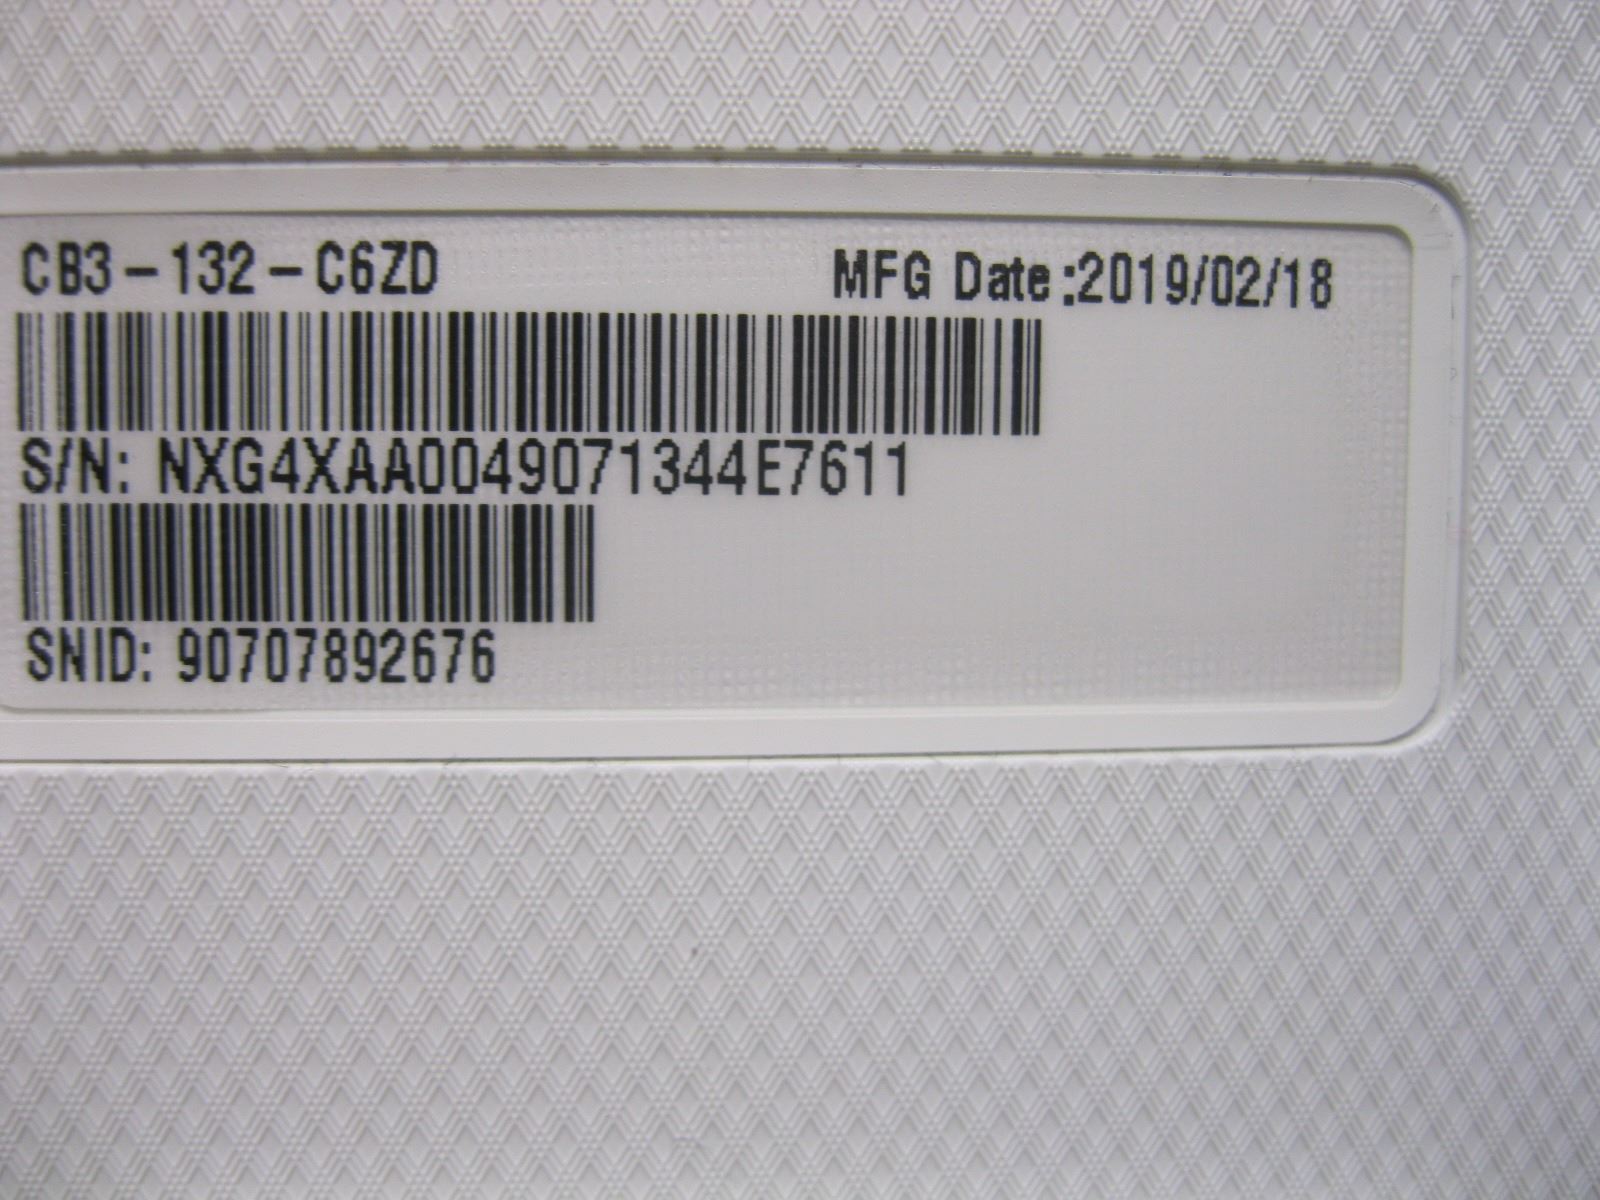 CB3-132-C6ZD MFG Date:2019/02/18
S/N: NXG4XAA0049071344E7611
SNID: 90707892676